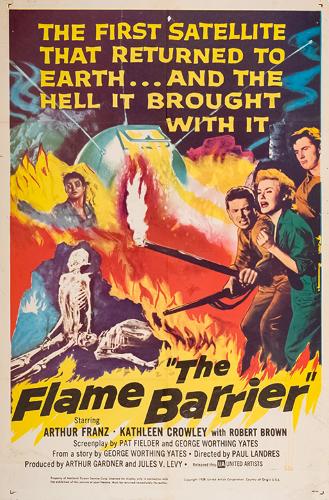 THE FIRST SATELLITE
THAT RETURNED TO
EARTH...AND THE
HELL IT BROUGHT
WITH IT
"The
Flame Barrier"
Starring
ARTHUR FRANZ • KATHLEEN CROWLEY with ROBERT BROWN
Screenplay by PAT FIELDER and GEORGE WORTHING YATES
From a story by GEORGE WORTHING YATES • Directed by PAUL LANDRES
Produced by ARTHUR GARDNER and JULES V. LEVY • Released thru UA UNITED ARTISTS